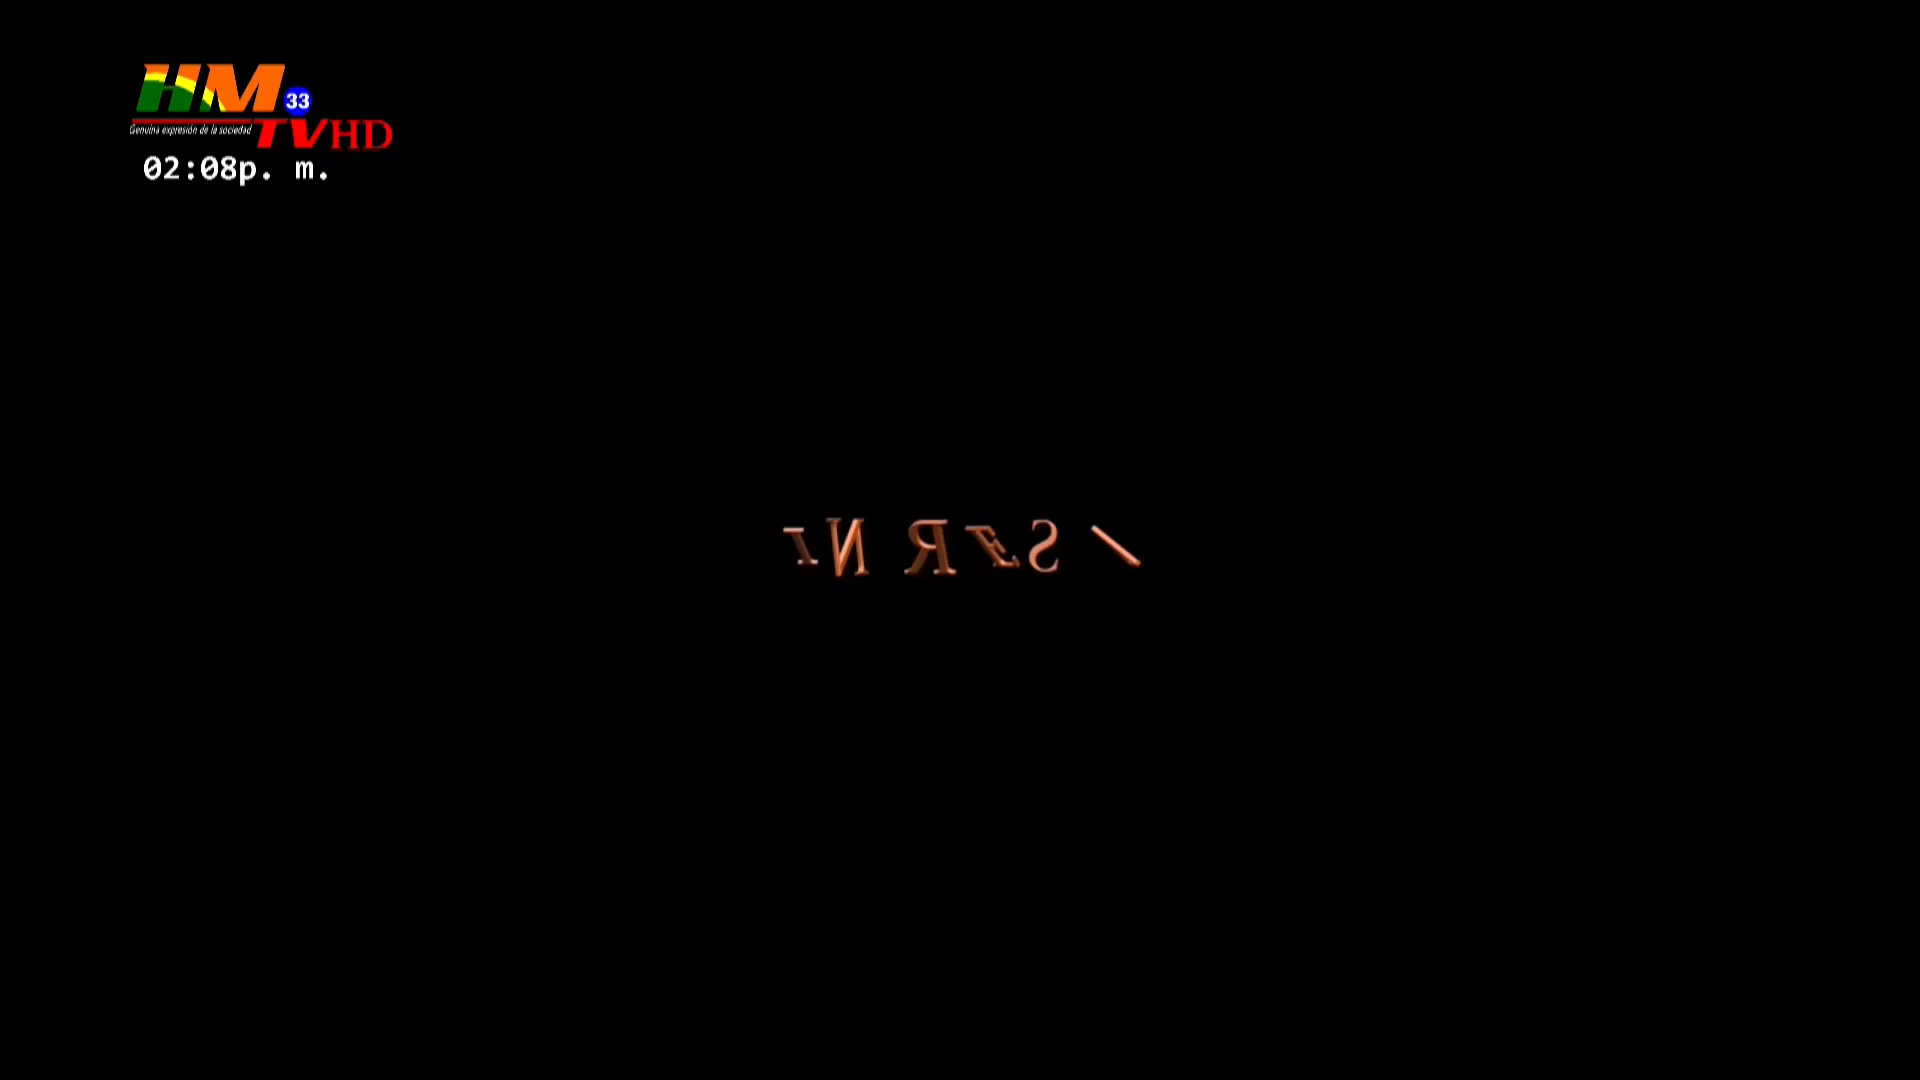 HM 33
Genuina expresión de la sociedad TV HD
02:08p. m.